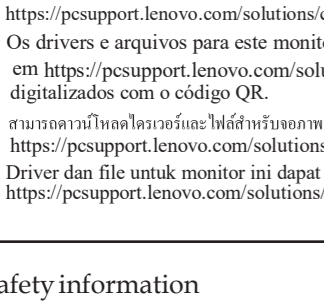 https://pcsupport.lenovo.com/solutions/
Os drivers e arquivos para este
em https://pcsupport.lenovo.com/
digitalizados com o código QR.
สามารถดาวน์โหลดไดรเวอร์และไฟล์สำหรับจอภาพ
https://pcsupport.lenovo.com/solutions
Driver dan file untuk monitor ini dapat
https://pcsupport.lenovo.com/solutions/
information